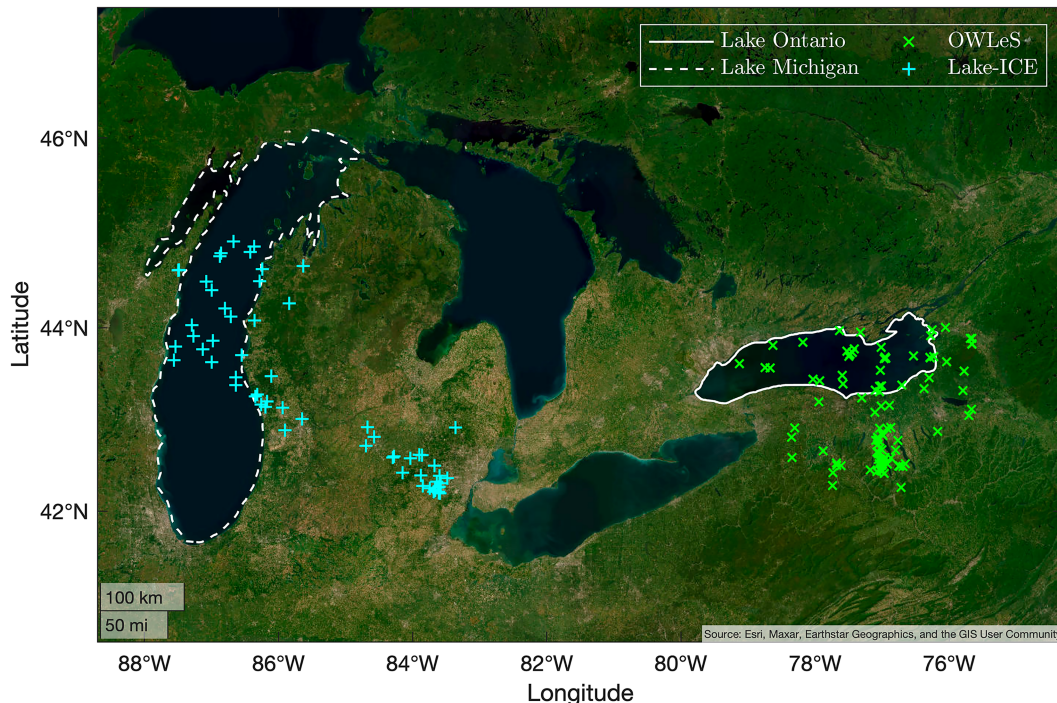 Lake Ontario
OWLeS
Lake Michigan
Lake-ICE
46°N
44°N
42°N
Latitude
100 km
50 mi
Source: Esri, Maxar, Earthstar Geographics, and the GIS User Community
88°W
86°W
84°W
82°W
80°W
78°W
76°W
Longitude